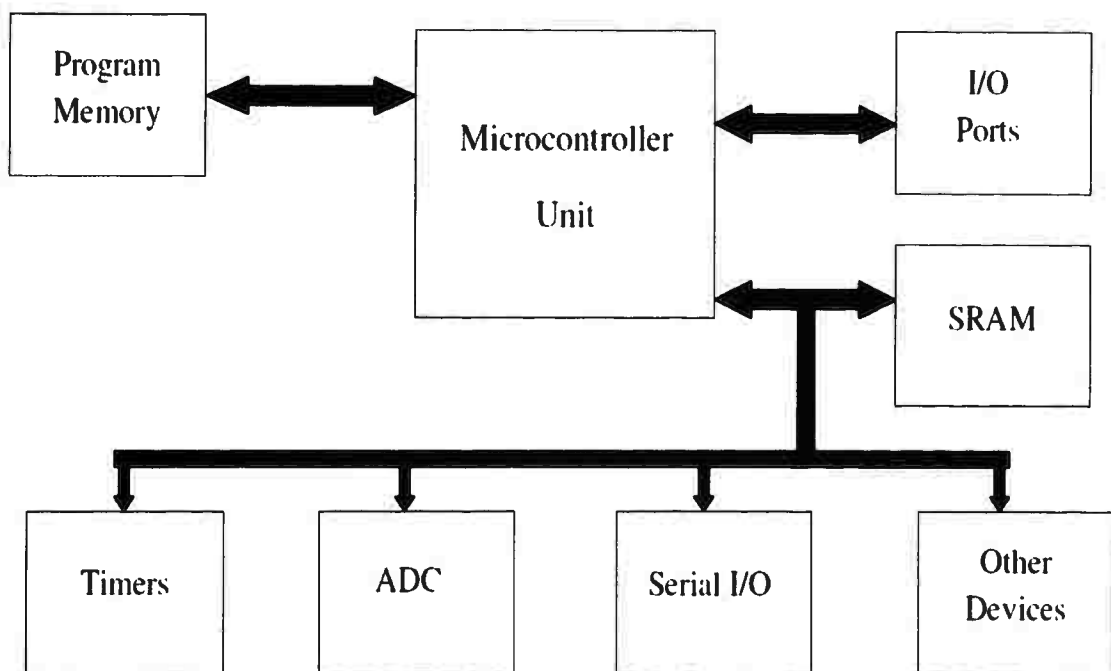 Program
Memory
Microcontroller
Unit
I/O
Ports
SRAM
Timers
ADC
Serial I/O
Other
Devices